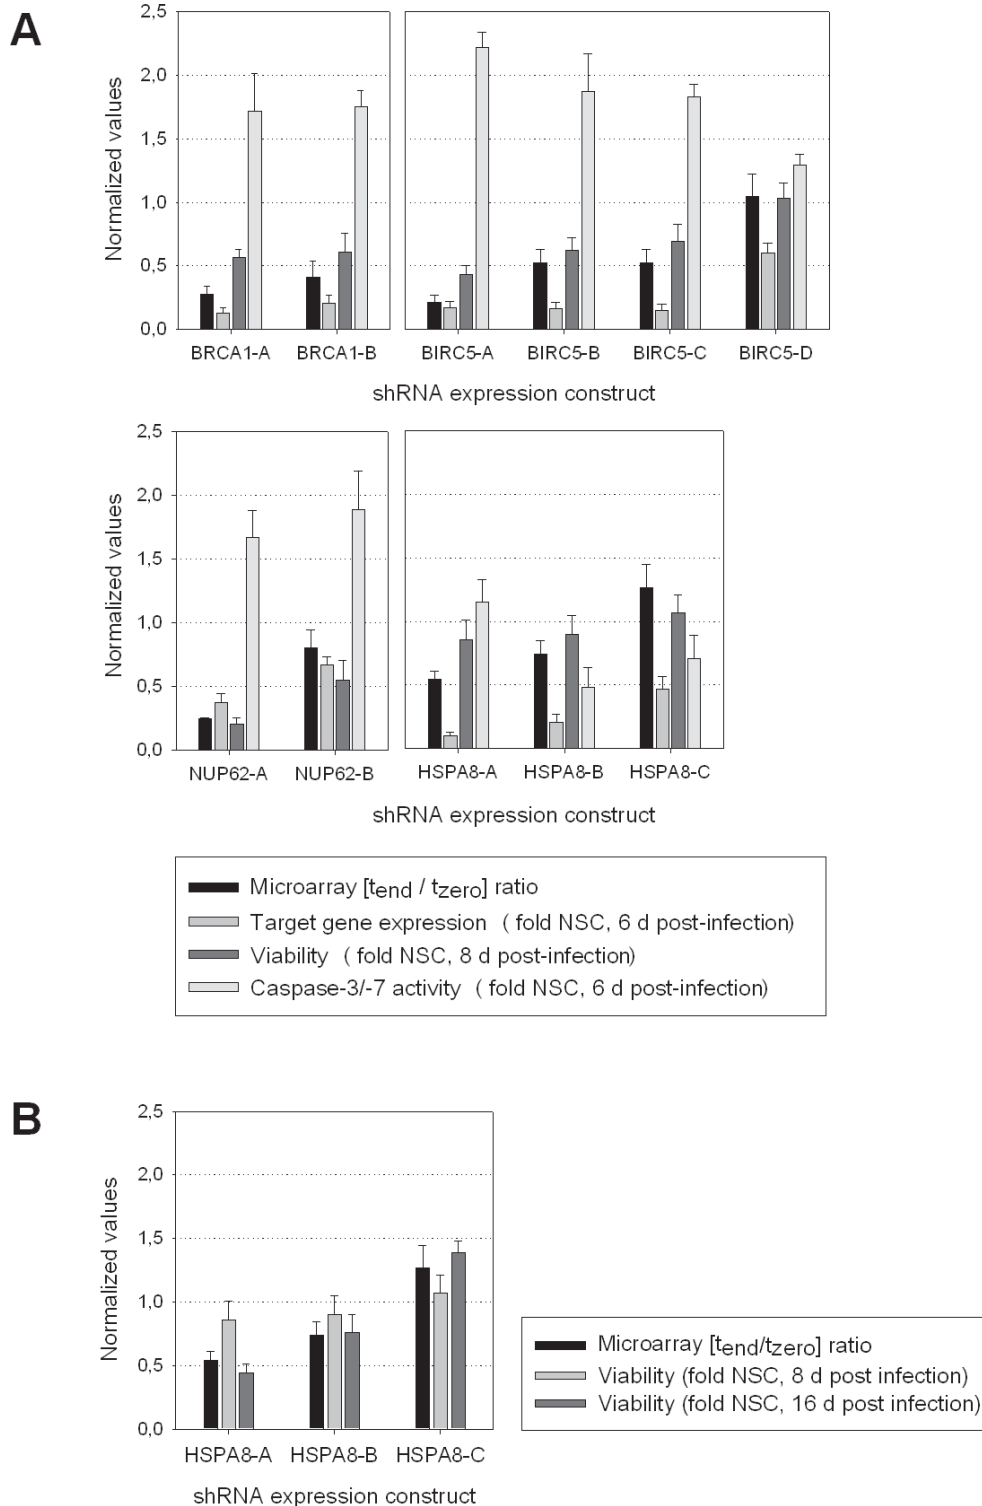 A
2,5
2,0
1,5
1,0
0,5
0,0
Normalized values
BRCA1-A BRCA1-B BIRC5-A BIRC5-B BIRC5-C BIRC5-D
shRNA expression construct
2,5
2,0
1,5
1,0
0,5
0,0
Normalized values
NUP62-A NUP62-B HSPA8-A HSPA8-B HSPA8-C
shRNA expression construct
Microarray [tend / tzero] ratio
Target gene expression ( fold NSC, 6 d post-infection)
Viability ( fold NSC, 8 d post-infection)
Caspase-3/-7 activity ( fold NSC, 6 d post-infection)
B
2,5
2,0
1,5
1,0
0,5
0,0
Normalized values
HSPA8-A HSPA8-B HSPA8-C
shRNA expression construct
Microarray [tend/tzero] ratio
Viability (fold NSC, 8 d post infection)
Viability (fold NSC, 16 d post infection)